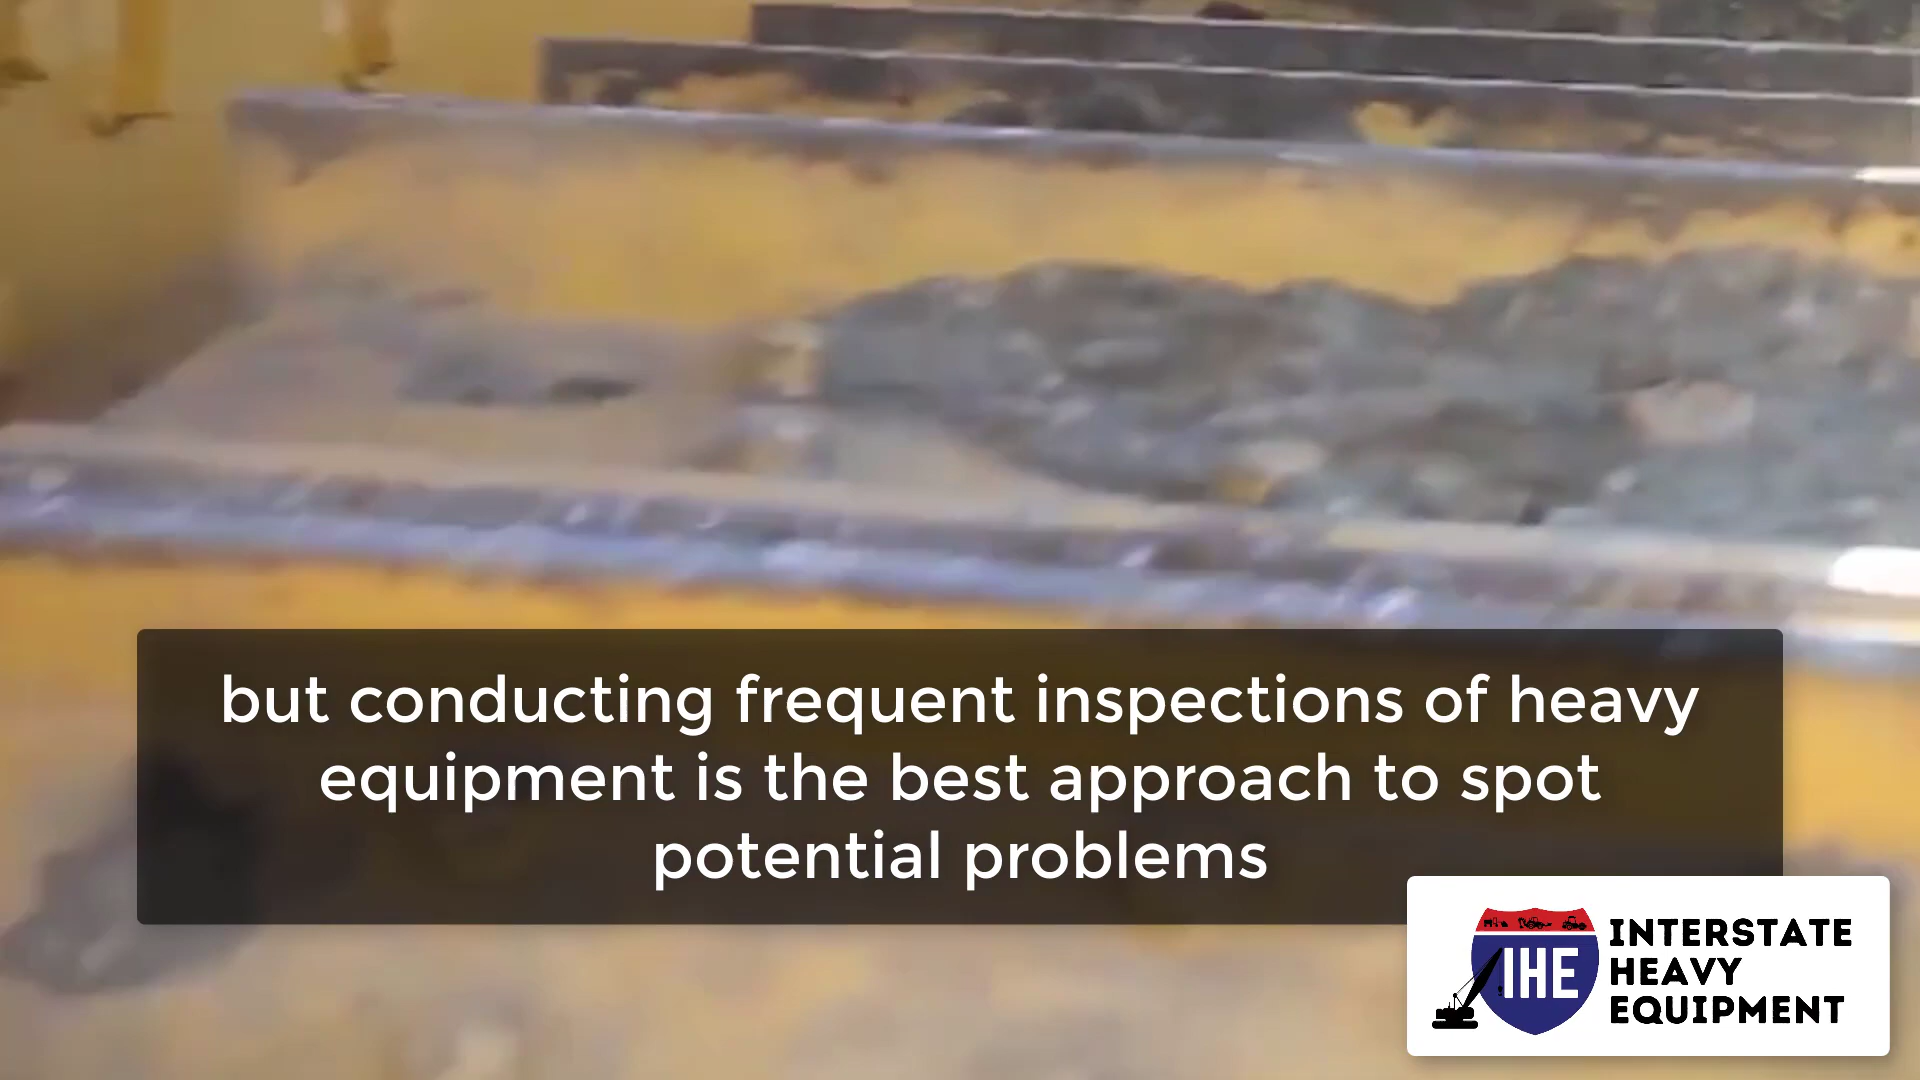 but conducting frequent inspections of heavy
equipment is the best approach to spot
potential problems
IHE
INTERSTATE
HEAVY
EQUIPMENT